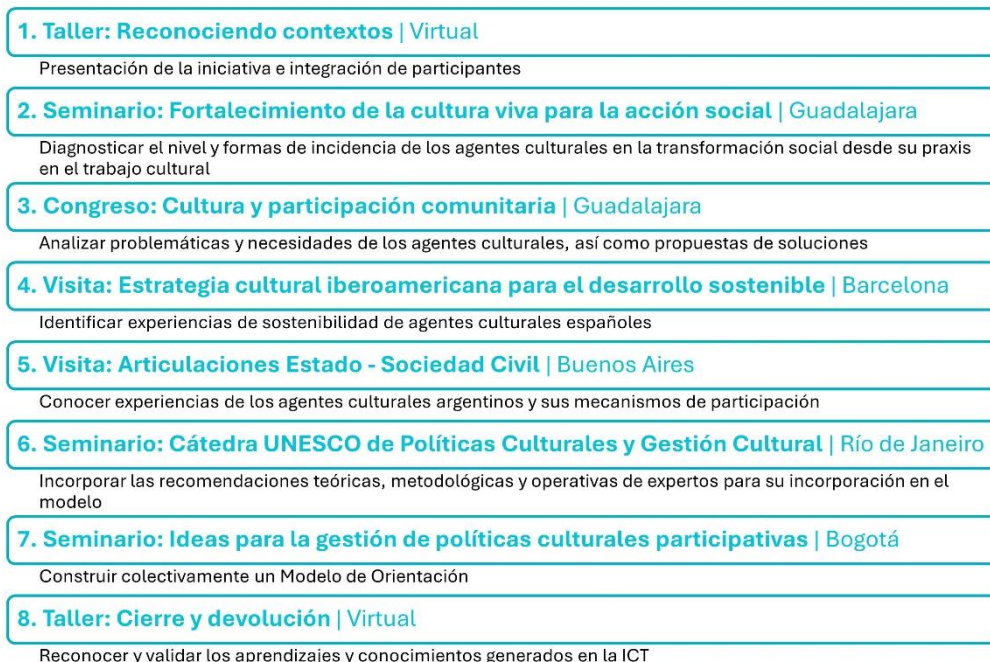 1. Taller: Reconociendo contextos | Virtual
Presentación de la iniciativa e integración de participantes
2. Seminario: Fortalecimiento de la cultura viva para la acción social | Guadalajara
Diagnosticar el nivel y formas de incidencia de los agentes culturales en la transformación social desde su praxis
en el trabajo cultural
3. Congreso: Cultura y participación comunitaria | Guadalajara
Analizar problemáticas y necesidades de los agentes culturales, así como propuestas de soluciones
4. Visita: Estrategia cultural iberoamericana para el desarrollo sostenible | Barcelona
Identificar experiencias de sostenibilidad de agentes culturales españoles
5. Visita: Articulaciones Estado - Sociedad Civil | Buenos Aires
Conocer experiencias de los agentes culturales argentinos y sus mecanismos de participación
6. Seminario: Cátedra UNESCO de Políticas Culturales y Gestión Cultural | Río de Janeiro
Incorporar las recomendaciones teóricas, metodológicas y operativas de expertos para su incorporación en el
modelo
7. Seminario: Ideas para la gestión de políticas culturales participativas | Bogotá
Construir colectivamente un Modelo de Orientación
8. Taller: Cierre y devolución | Virtual
Reconocer y validar los aprendizajes y conocimientos generados en la ICT